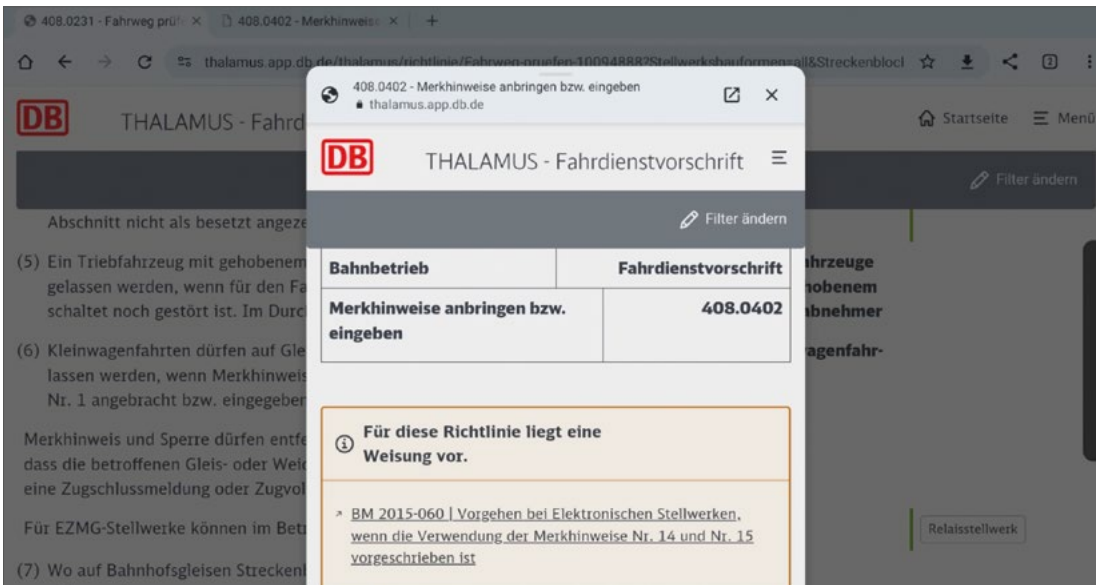 408.0231 - Fahrweg prüf
408.0402 - Merkhinweise
thalamus.app.db.de/thalamus/richtlinie/Fahrweg-pruefen-10094888?Stellwerksbauformen=all&Streckenblocl
2
DB
THALAMUS - Fahrd
Startseite
Menü
Filter ändern
Abschnitt nicht als besetzt angeze
(5) Ein Triebfahrzeug mit gehobenem
gelassen werden, wenn für den Fa
schaltet noch gestört ist. Im Durc
ahrzeuge
hobenem
abnehmer
(6) Kleinwagenfahrten dürfen auf Gle
lassen werden, wenn Merkhinweis
Nr. 1 angebracht bzw. eingegeben
agenfahr-
Merkhinweis und Sperre dürfen entfe
dass die betroffenen Gleis- oder Weic
eine Zugschlussmeldung oder Zugvol
Für EZMG-Stellwerke können im Betr
Relaisstellwerk
(7) Wo auf Bahnhofsgleisen Streckenl
408.0402 - Merkhinweise anbringen bzw. eingeben
thalamus.app.db.de
DB
THALAMUS - Fahrdienstvorschrift
Filter ändern
Bahnbetrieb
Fahrdienstvorschrift
Merkhinweise anbringen bzw.
eingeben
408.0402
Für diese Richtlinie liegt eine
Weisung vor.
BM 2015-060 | Vorgehen bei Elektronischen Stellwerken,
wenn die Verwendung der Merkhinweise Nr. 14 und Nr. 15
vorgeschrieben ist